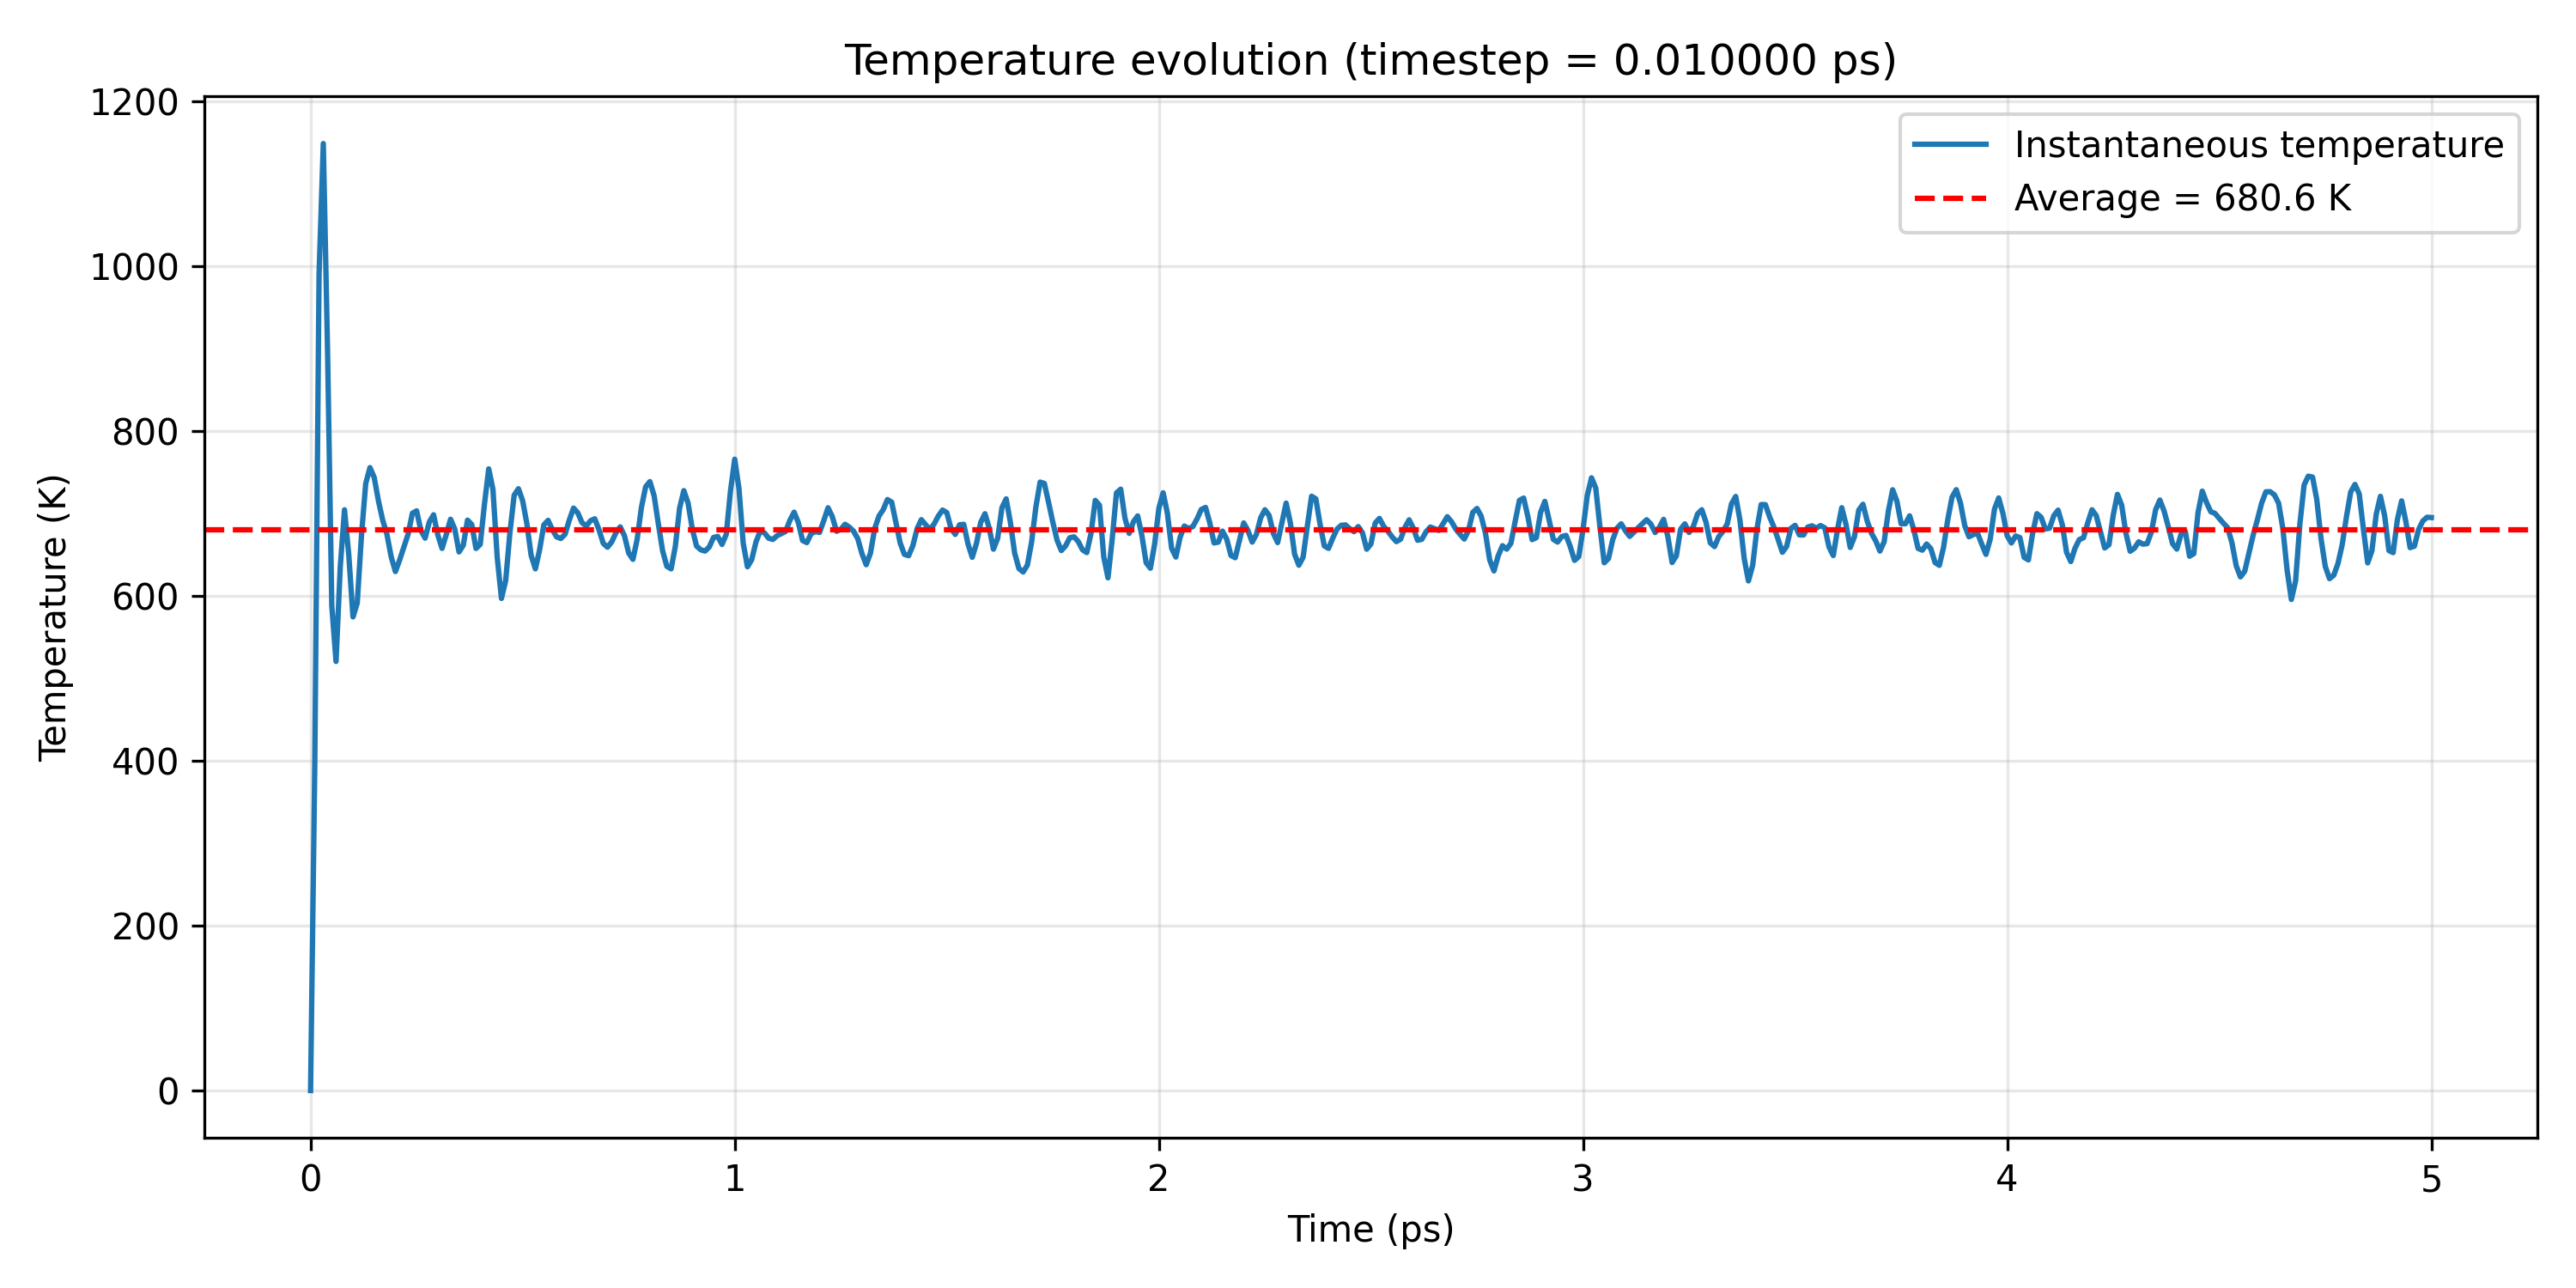 Temperature evolution (timestep = 0.010000 ps)
Instantaneous temperature
Average = 680.6 K
Temperature (K)
1200
1000
800
600
400
200
0
0 1 2 3 4 5
Time (ps)